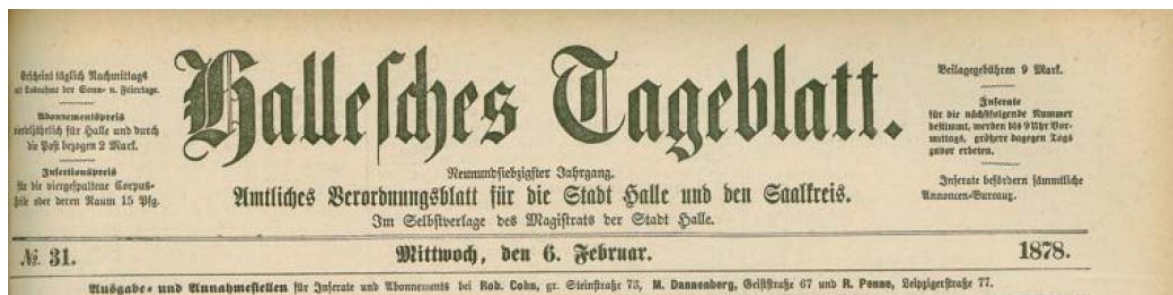 Erscheint täglich Nachmittags
mit Ausnahme der Sonn- u. Feiertage.
Abonnementspreis
vierteljährlich für Halle und durch
die Post bezogen 2 Mark.
Insertionspreis
für die viergespaltene Corpus-
zeile oder deren Raum 15 Pfg.
Hallesches Tageblatt.
Neunundsiebzigster Jahrgang.
Amtliches Verordnungsblatt für die Stadt Halle und den Saalkreis.
Im Selbstverlage des Magistrats der Stadt Halle.
Beilagegebühren 9 Mark.
Inserate
für die nächstfolgende Nummer
bestimmt, werden bis 9 Uhr Vor-
mittags, größere dagegen Tags
zuvor erbeten.
Inserate befördern sämmtliche
Annoncen-Bureaux.
№ 31.
Mittwoch, den 6. Februar.
1878.
Ausgabe- und Annahmestellen für Inserate und Abonnements bei Rob. Cohn, gr. Steinstraße 73, M. Dannenberg, Geiststraße 67 und R. Penne, Leipzigerstraße 77.